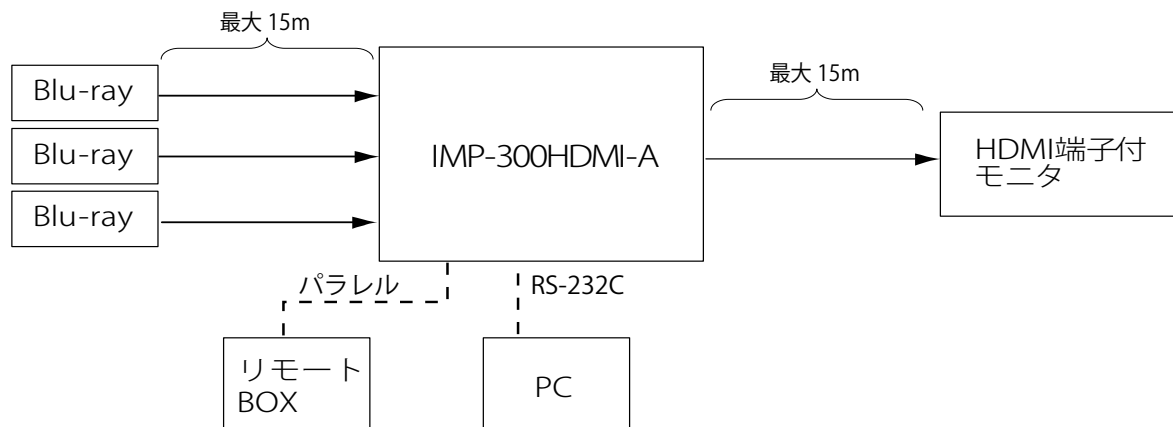 最大 15m
Blu-ray
Blu-ray
Blu-ray
IMP-300HDMI-A
最大 15m
HDMI端子付
モニタ
パラレル
RS-232C
リモート
BOX
PC